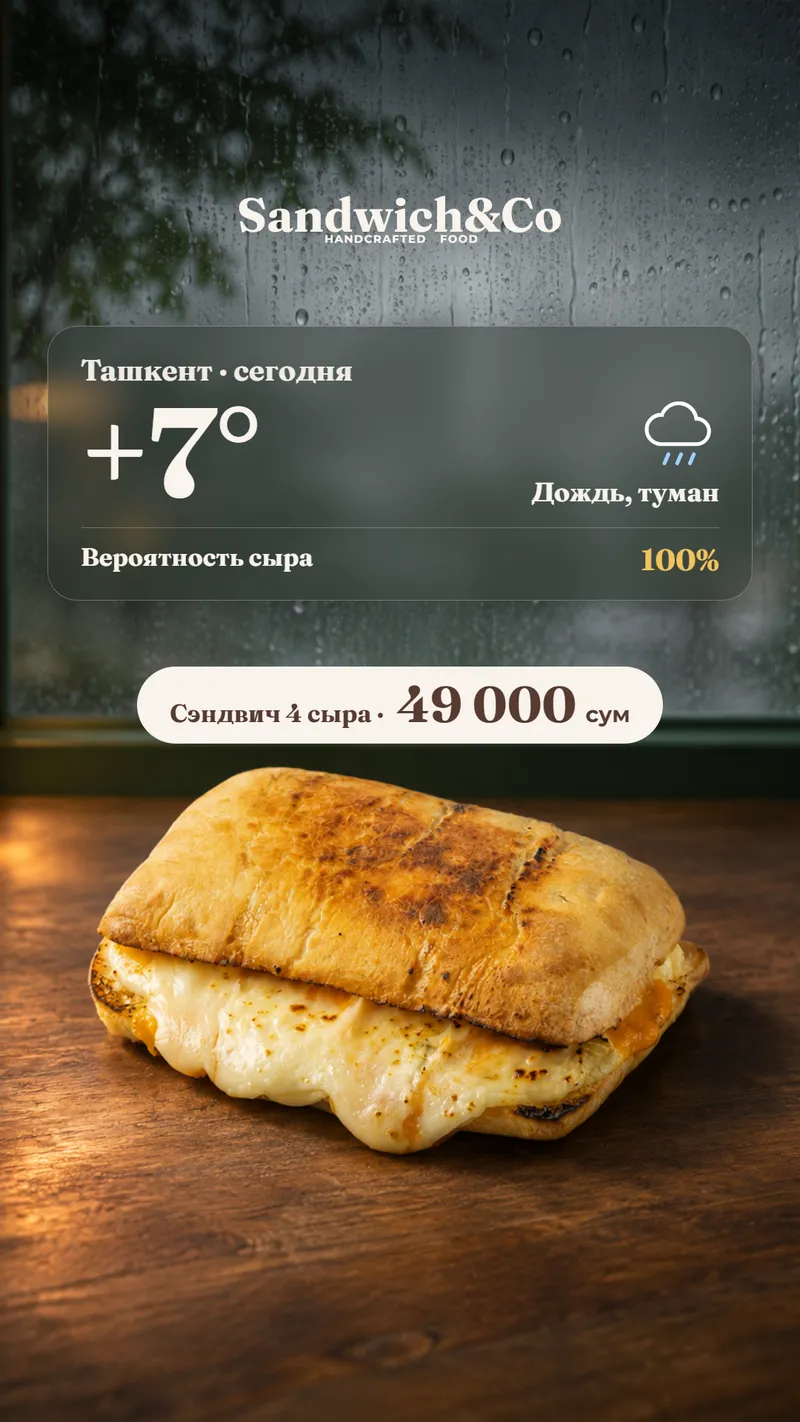 Sandwich&Co
HANDCRAFTED FOOD
Ташкент · сегодня
+7°
Дождь, туман
Вероятность сыра 100%
Сэндвич 4 сыра · 49 000 сум